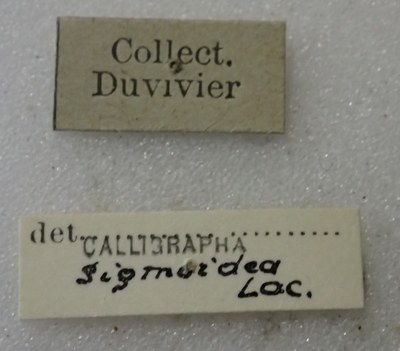 Collect.
Duvivier
det. ....................
CALLIGRAPHA
sigmoidea
Lac.